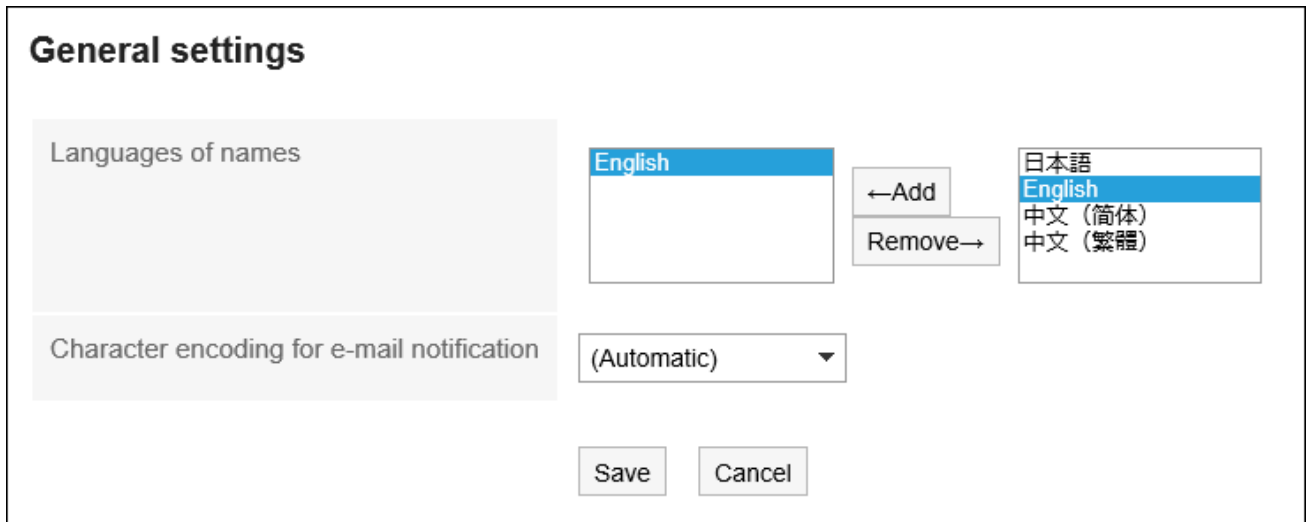 General settings
Languages of names
English
←Add
Remove→
日本語
English
中文（简体）
中文（繁體）
Character encoding for e-mail notification
(Automatic)
Save
Cancel